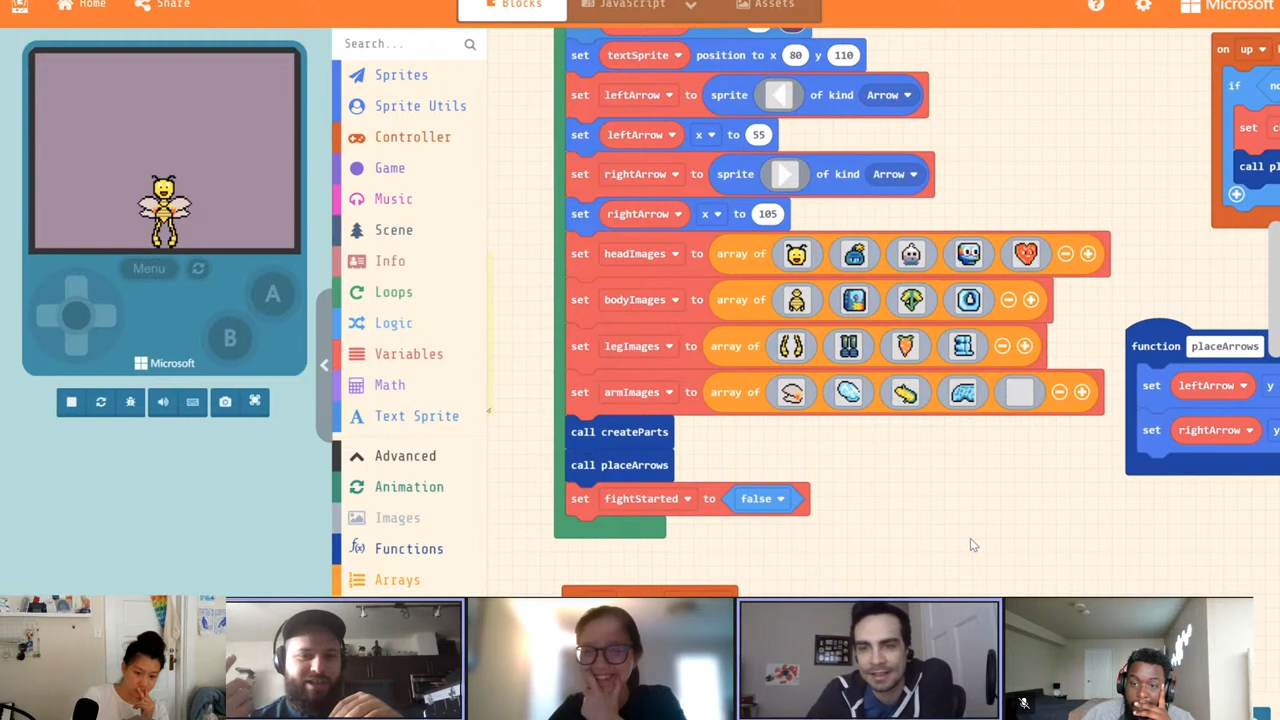 Home Share Blocks JavaScript Assets Microsoft
Search...
Sprites
Sprite Utils
Controller
Game
Music
Scene
Info
Loops
Logic
Variables
Math
Text Sprite
Advanced
Animation
Images
Functions
Arrays
Menu
A
B
Microsoft
set textSprite position to x 80 y 110
set leftArrow to sprite of kind Arrow
set leftArrow x to 55
set rightArrow to sprite of kind Arrow
set rightArrow x to 105
set headImages to array of
set bodyImages to array of
set legImages to array of
set armImages to array of
call createParts
call placeArrows
set fightStarted to false
on up
if
set
call
function placeArrows
set leftArrow y
set rightArrow y